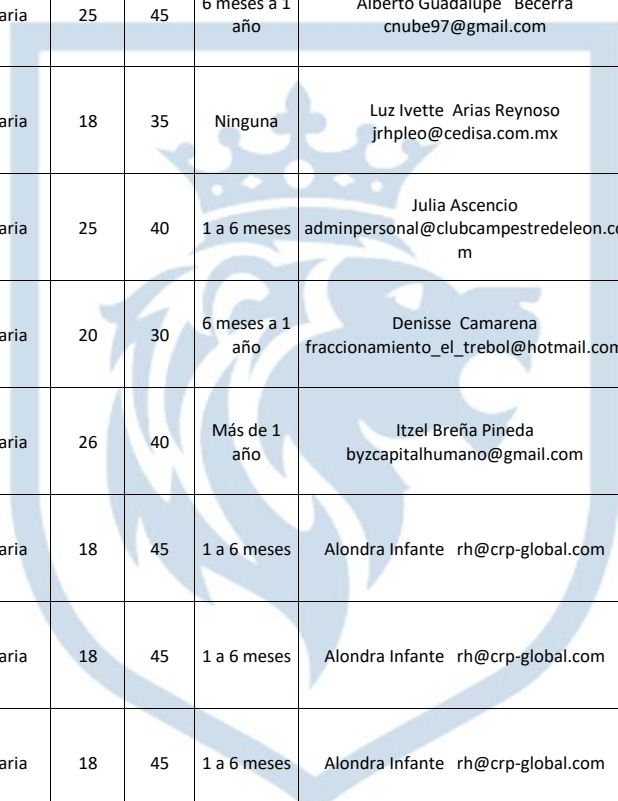 aria 25 45 6 meses a 1 año Alberto Guadalupe Becerra
cnube97@gmail.com
aria 18 35 Ninguna Luz Ivette Arias Reynoso
jrhpleo@cedisa.com.mx
aria 25 40 1 a 6 meses Julia Ascencio
adminpersonal@clubcampestredeleon.co
m
aria 20 30 6 meses a 1 año Denisse Camarena
fraccionamiento_el_trebol@hotmail.com
aria 26 40 Más de 1 año Itzel Breña Pineda
byzcapitalhumano@gmail.com
aria 18 45 1 a 6 meses Alondra Infante rh@crp-global.com
aria 18 45 1 a 6 meses Alondra Infante rh@crp-global.com
aria 18 45 1 a 6 meses Alondra Infante rh@crp-global.com